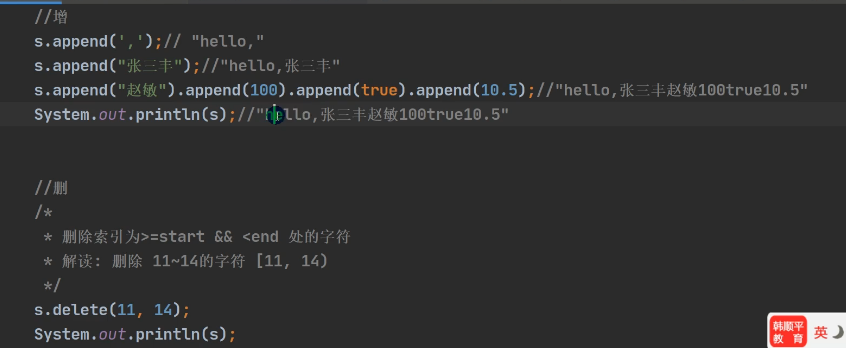 //增
s.append(',');// "hello,"
s.append("张三丰");//"hello,张三丰"
s.append("赵敏").append(100).append(true).append(10.5);//"hello,张三丰赵敏100true10.5"
System.out.println(s);//"hello,张三丰赵敏100true10.5"
//删
/*
* 删除索引为>=start && <end 处的字符
* 解读: 删除 11~14的字符 [11, 14)
*/
s.delete(11, 14);
System.out.println(s);
韩顺平
教育
英